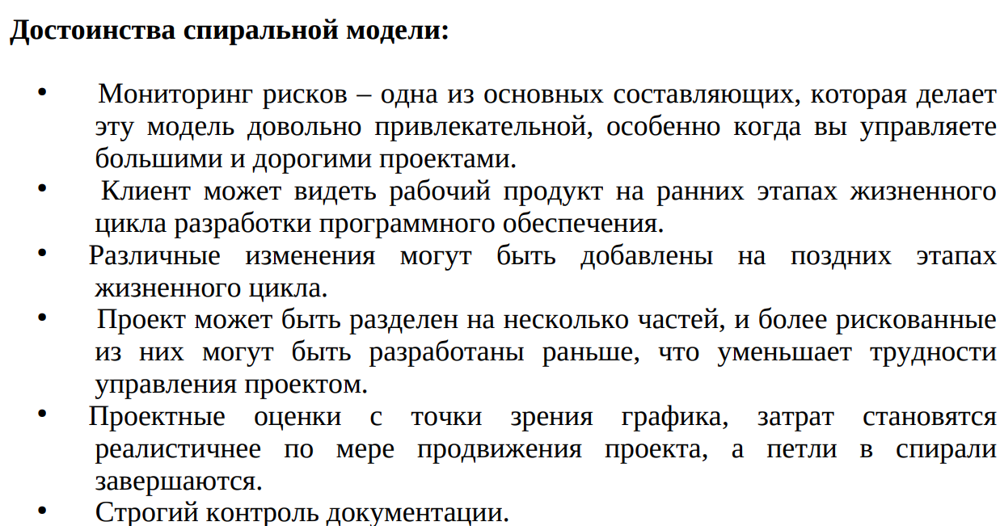 Достоинства спиральной модели:
• Мониторинг рисков – одна из основных составляющих, которая делает
эту модель довольно привлекательной, особенно когда вы управляете
большими и дорогими проектами.
• Клиент может видеть рабочий продукт на ранних этапах жизненного
цикла разработки программного обеспечения.
• Различные изменения могут быть добавлены на поздних этапах
жизненного цикла.
• Проект может быть разделен на несколько частей, и более рискованные
из них могут быть разработаны раньше, что уменьшает трудности
управления проектом.
• Проектные оценки с точки зрения графика, затрат становятся
реалистичнее по мере продвижения проекта, а петли в спирали
завершаются.
• Строгий контроль документации.